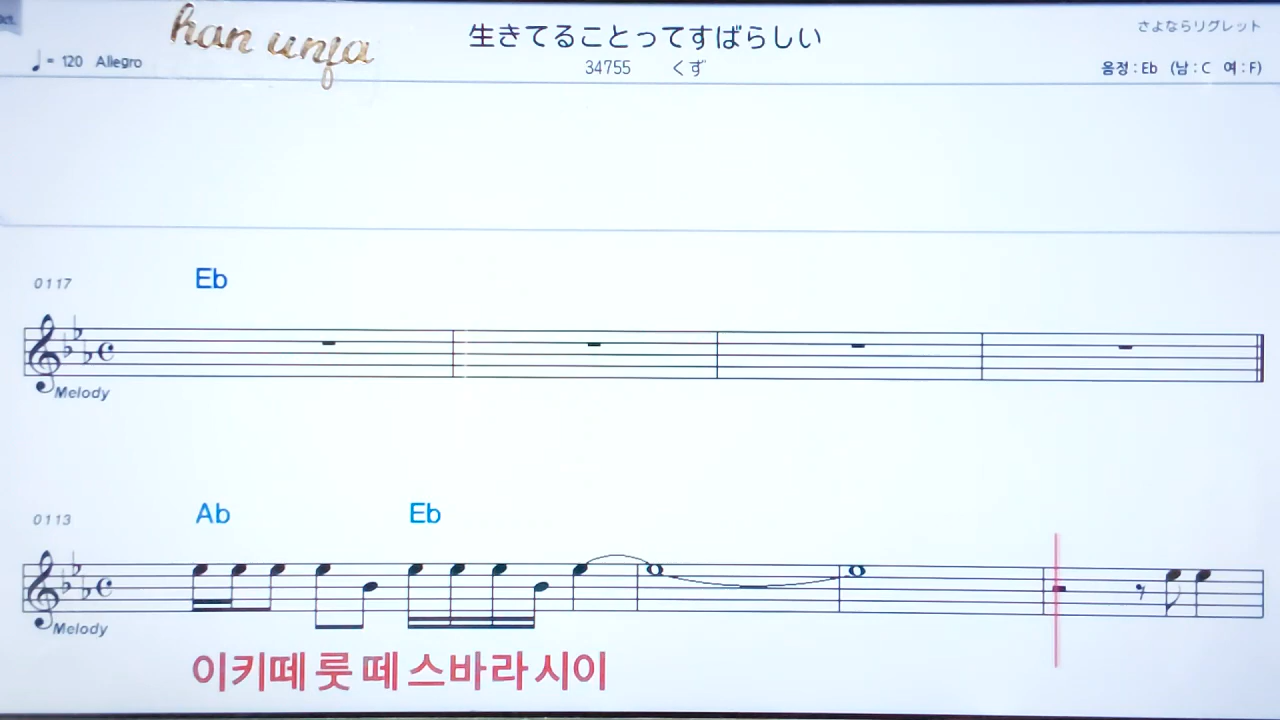 han unja
生きてることってすばらしい
さよならリグレット
♩= 120 Allegro
34755 くず
음정 : Eb (남 : C 여 : F)
0117
Eb
Melody
0113
Ab Eb
Melody
이키떼 룻 떼 스바라 시이